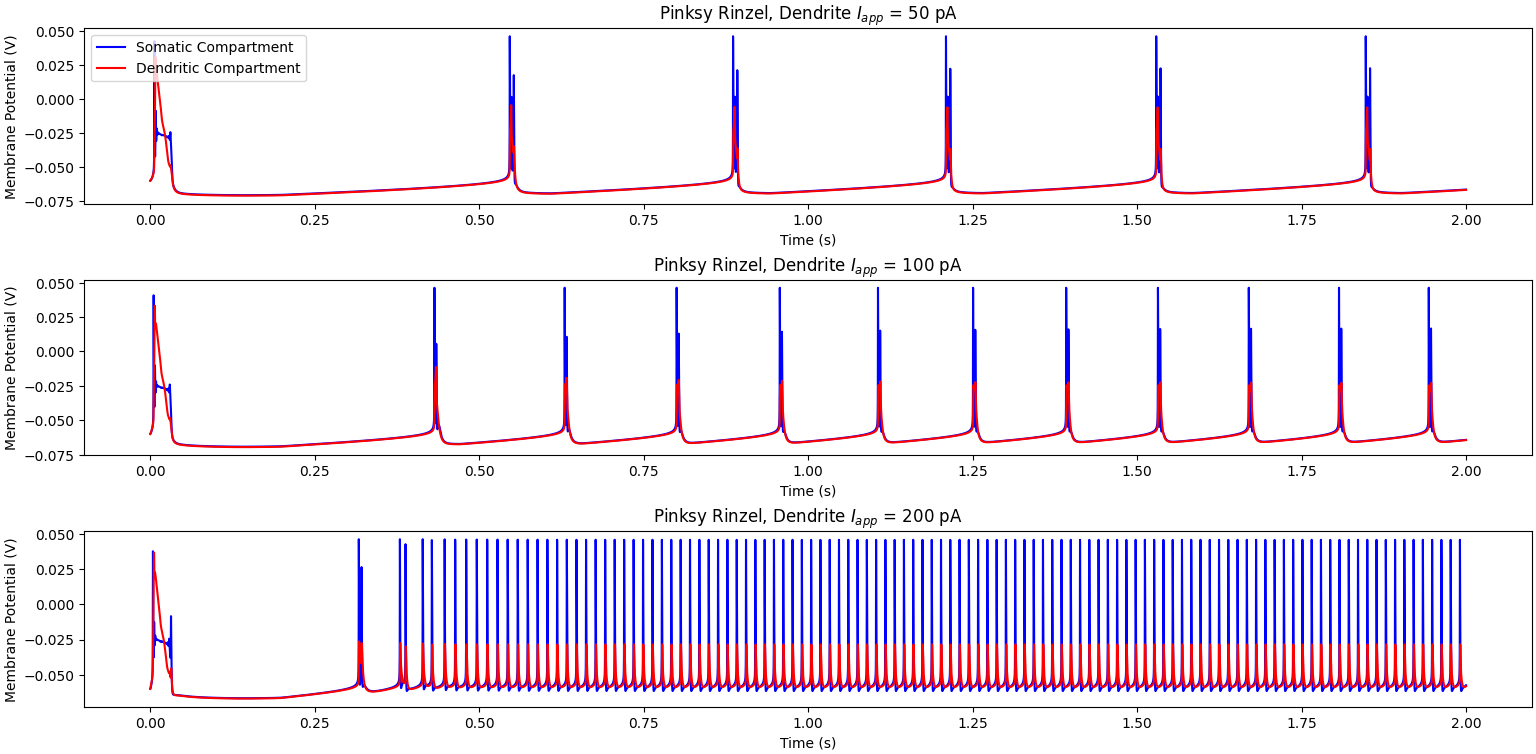 Pinksy Rinzel, Dendrite I_app = 50 pA
Membrane Potential (V)
0.050
0.025
0.000
−0.025
−0.050
−0.075
Somatic Compartment
Dendritic Compartment
0.00 0.25 0.50 0.75 1.00 1.25 1.50 1.75 2.00
Time (s)
Pinksy Rinzel, Dendrite I_app = 100 pA
Membrane Potential (V)
0.050
0.025
0.000
−0.025
−0.050
−0.075
0.00 0.25 0.50 0.75 1.00 1.25 1.50 1.75 2.00
Time (s)
Pinksy Rinzel, Dendrite I_app = 200 pA
Membrane Potential (V)
0.050
0.025
0.000
−0.025
−0.050
0.00 0.25 0.50 0.75 1.00 1.25 1.50 1.75 2.00
Time (s)